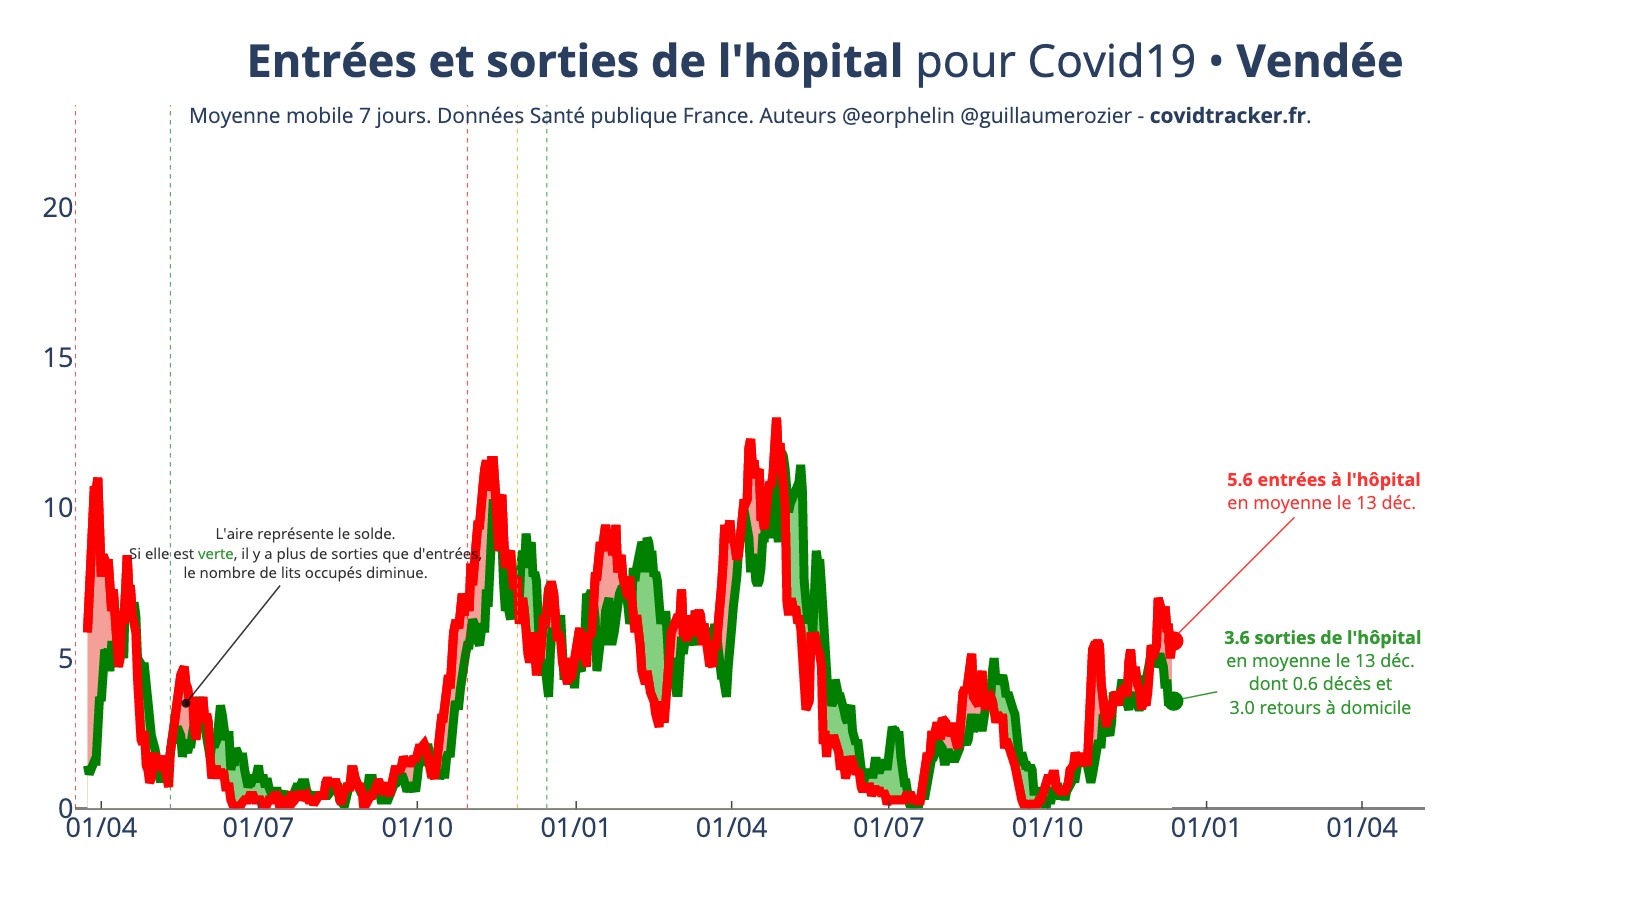 Entrées et sorties de l'hôpital pour Covid19 • Vendée
Moyenne mobile 7 jours. Données Santé publique France. Auteurs @eorphelin @guillaumerozier - covidtracker.fr.
20
15
10
5
0
L'aire représente le solde.
Si elle est verte, il y a plus de sorties que d'entrées,
le nombre de lits occupés diminue.
5.6 entrées à l'hôpital
en moyenne le 13 déc.
3.6 sorties de l'hôpital
en moyenne le 13 déc.
dont 0.6 décès et
3.0 retours à domicile
01/04 01/07 01/10 01/01 01/04 01/07 01/10 01/01 01/04